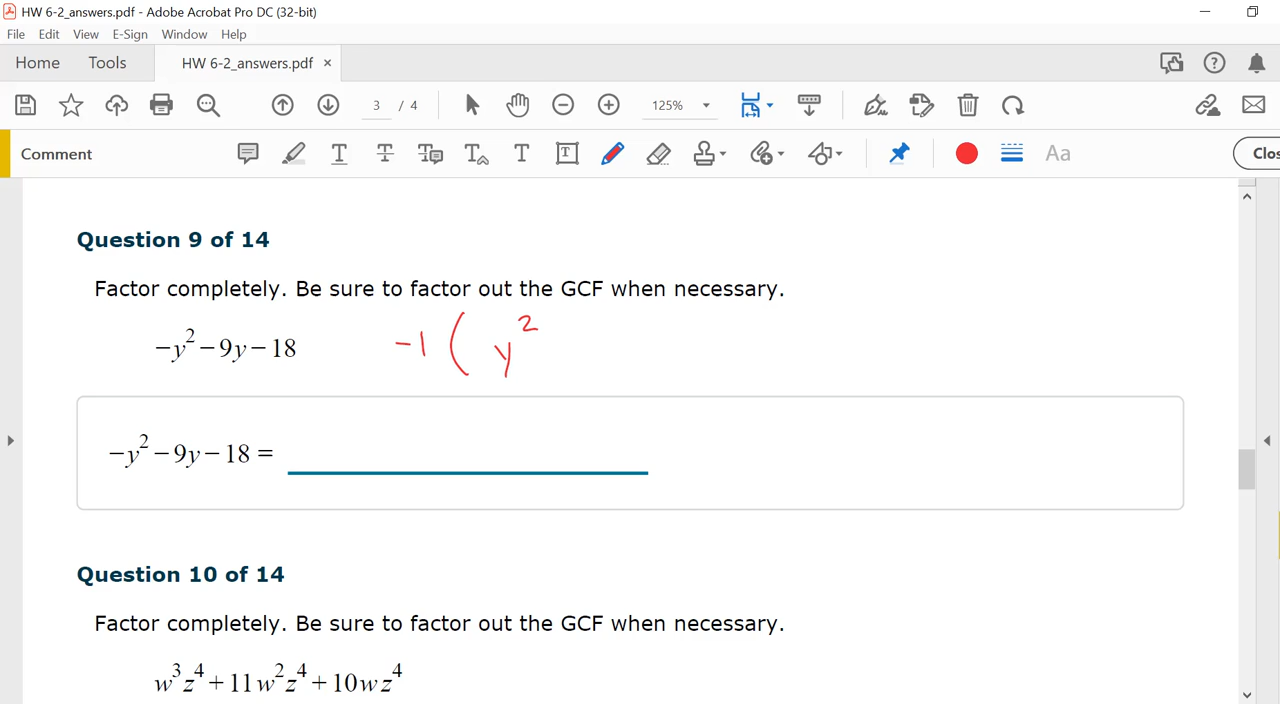 HW 6-2_answers.pdf - Adobe Acrobat Pro DC (32-bit)
File Edit View E-Sign Window Help
Home Tools HW 6-2_answers.pdf ×
3 / 4 125%
Comment T T T T T T Aa Clos
Question 9 of 14
Factor completely. Be sure to factor out the GCF when necessary.
−y² − 9y − 18 −1 ( y²
−y² − 9y − 18 =
Question 10 of 14
Factor completely. Be sure to factor out the GCF when necessary.
w³z⁴ + 11w²z⁴ + 10wz⁴